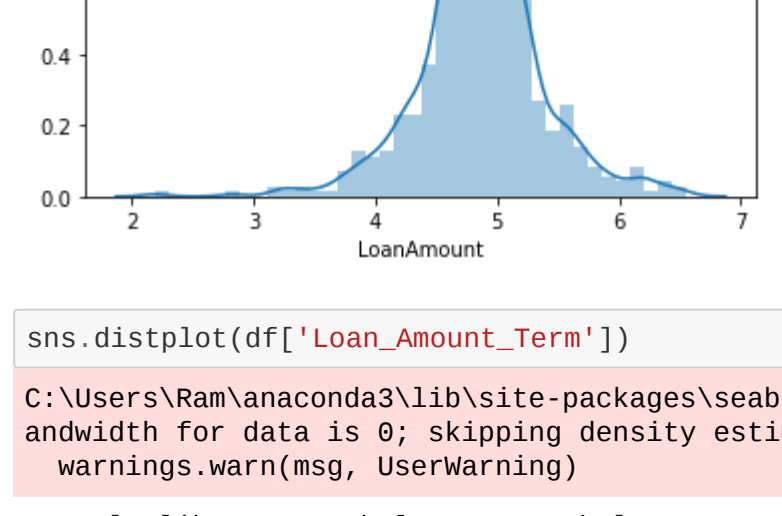 0.4
0.2
0.0
2 3 4 5 6 7
LoanAmount
sns.distplot(df['Loan_Amount_Term'])
C:\Users\Ram\anaconda3\lib\site-packages\seab
andwidth for data is 0; skipping density esti
warnings.warn(msg, UserWarning)